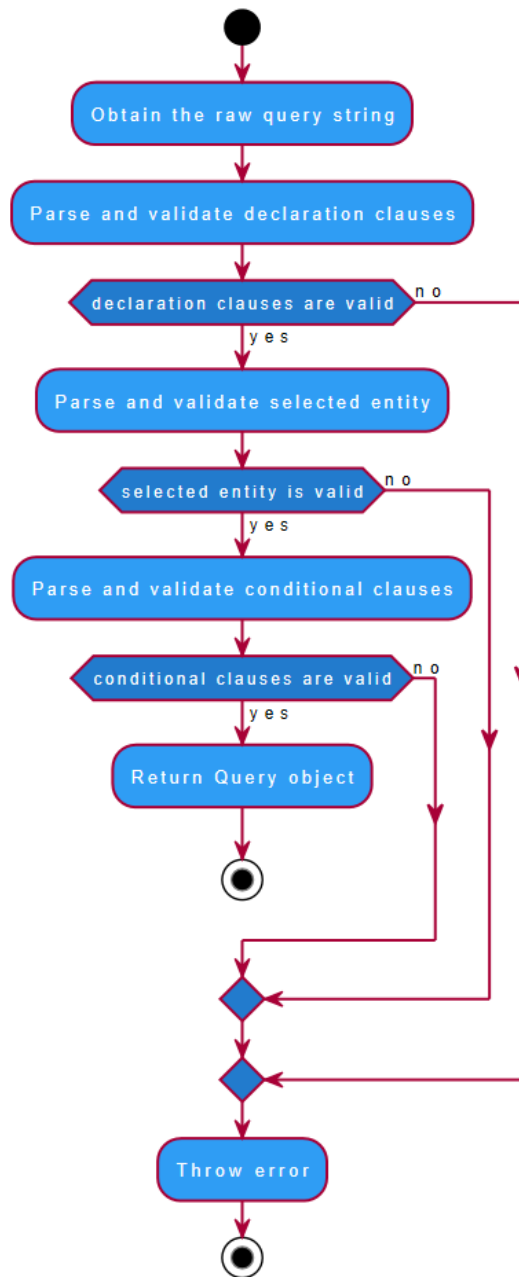 Obtain the raw query string
Parse and validate declaration clauses
declaration clauses are valid
no
yes
Parse and validate selected entity
selected entity is valid
no
yes
Parse and validate conditional clauses
conditional clauses are valid
no
yes
Return Query object
Throw error